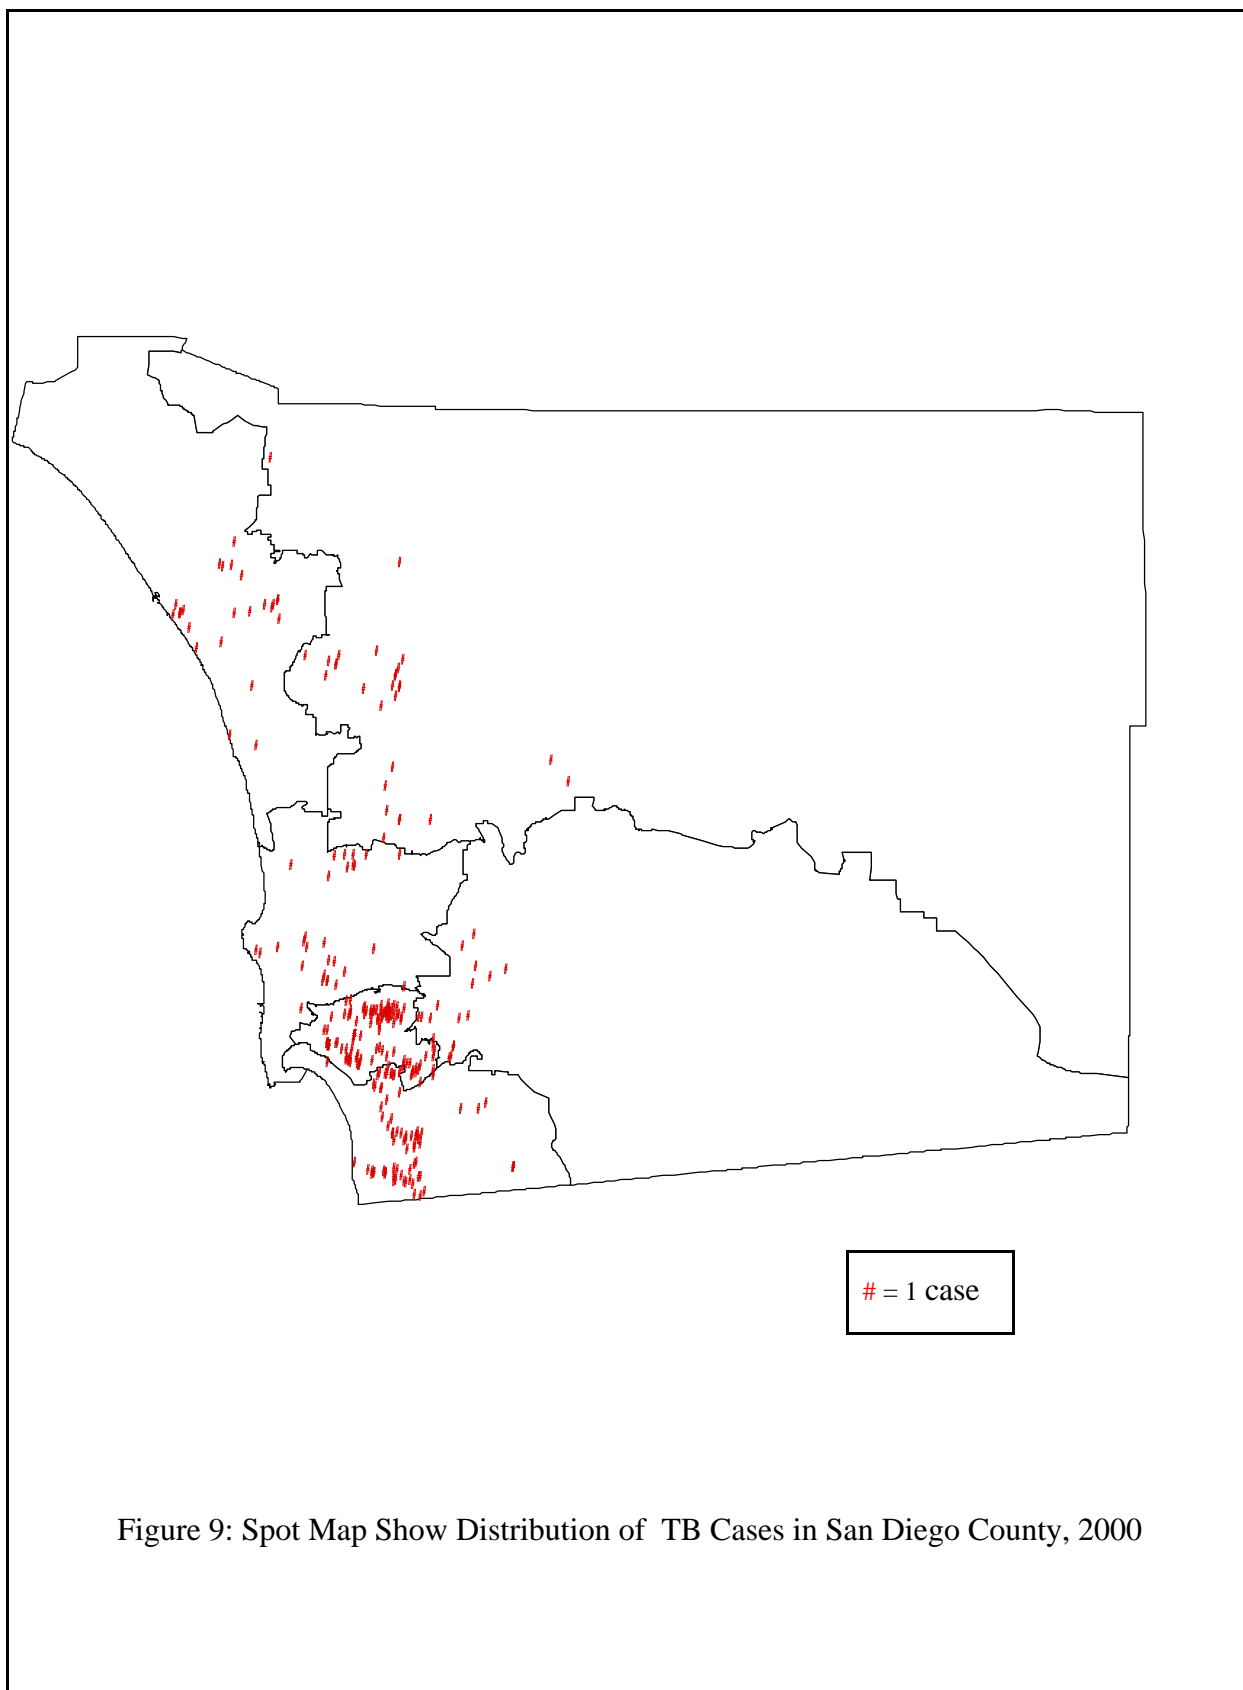 # = 1 case
Figure 9: Spot Map Show Distribution of TB Cases in San Diego County, 2000